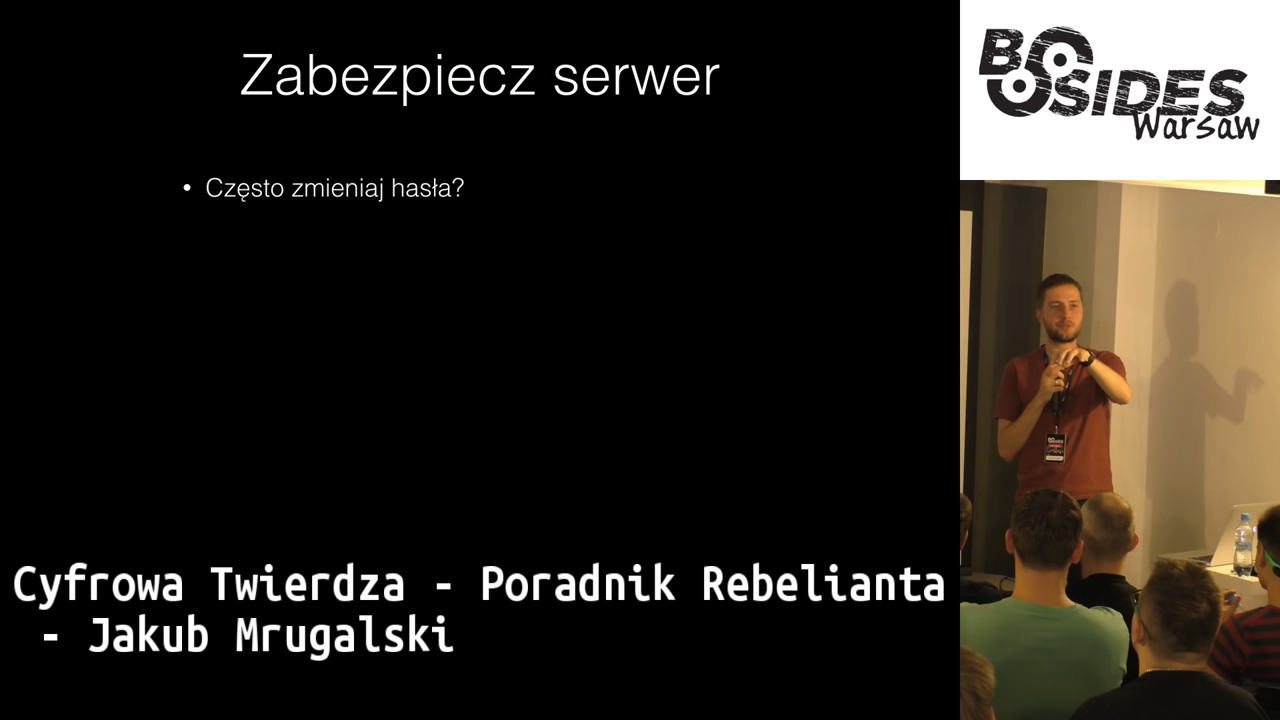 Zabezpiecz serwer
• Często zmieniaj hasła?
Cyfrowa Twierdza - Poradnik Rebelianta
- Jakub Mrugalski
BSIDES
Warsaw